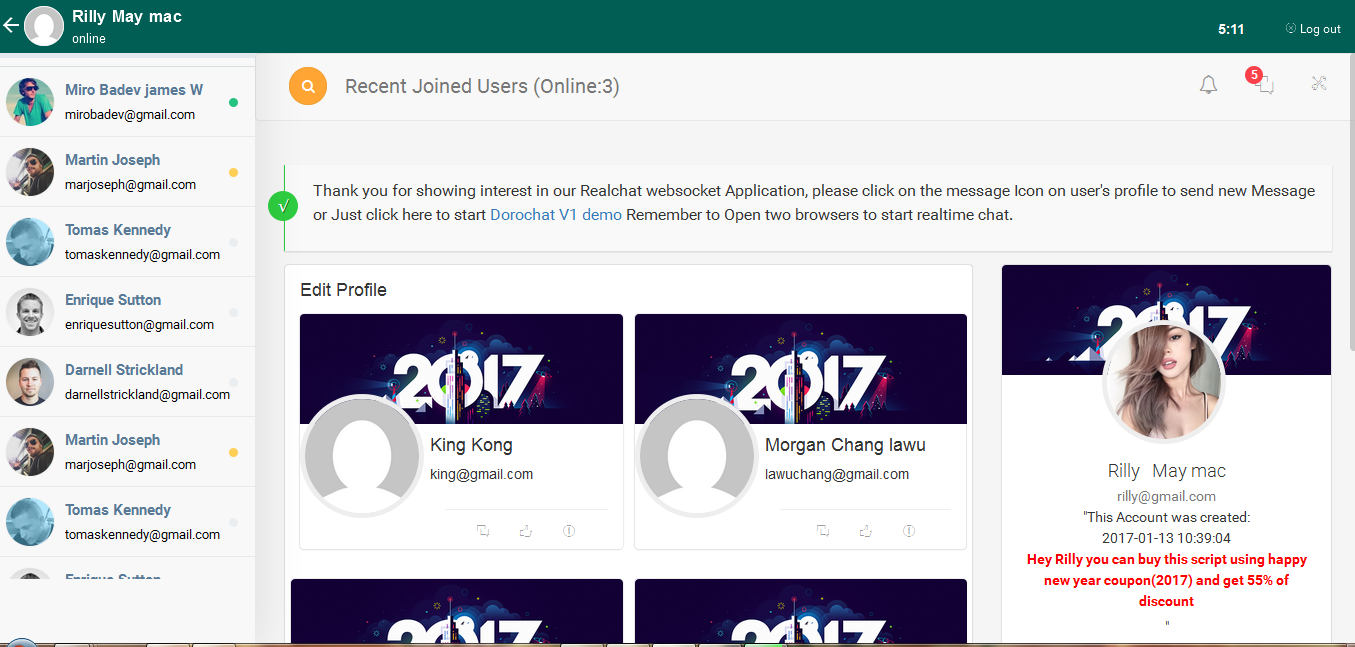 Rilly May mac
online
5:11
Log out
Miro Badev james W
mirobadev@gmail.com
Martin Joseph
marjoseph@gmail.com
Tomas Kennedy
tomaskennedy@gmail.com
Enrique Sutton
enriquesutton@gmail.com
Darnell Strickland
darnellstrickland@gmail.com
Martin Joseph
marjoseph@gmail.com
Tomas Kennedy
tomaskennedy@gmail.com
Enrique Sutton
Recent Joined Users (Online:3)
5
√
Thank you for showing interest in our Realchat websocket Application, please click on the message Icon on user's profile to send new Message
or Just click here to start Dorochat V1 demo Remember to Open two browsers to start realtime chat.
Edit Profile
2017
King Kong
king@gmail.com
2017
Morgan Chang lawu
lawuchang@gmail.com
2017
2017
2017
Rilly May mac
rilly@gmail.com
"This Account was created:
2017-01-13 10:39:04
Hey Rilly you can buy this script using happy
new year coupon(2017) and get 55% of
discount
"